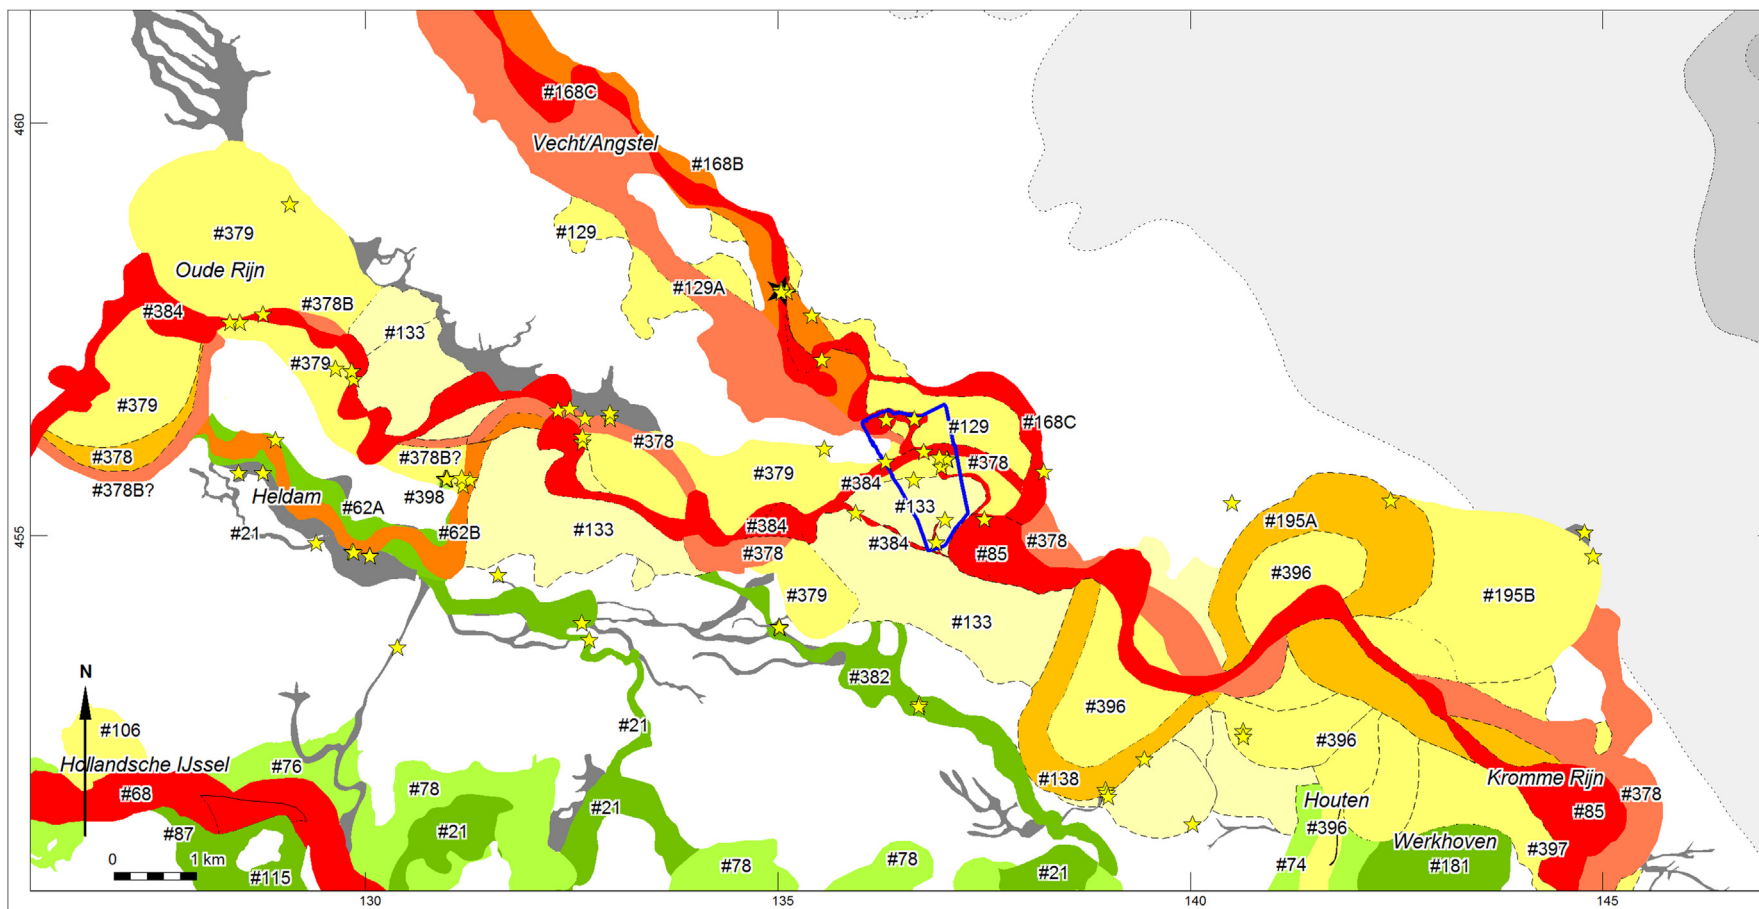 #168C
460
Vecht/Angstel
#168B
#129
#379
Oude Rijn
#129A
#378B
#384
#133
#379
#379
#129
#168C
#378
#378
#378B?
#379
#378
#378B?
#398
#384
Heldam
#62A
#133
#195A
#21
#62B
#133
#384
#384
#378
455
#378
#85
#396
#379
#195B
#133
#382
N
#396
#21
#106
#396
Hollandsche IJssel
#76
#138
Kromme Rijn
#68
#78
Houten
#378
#87
#21
#21
#396
#85
Werkhoven
0
1 km
#78
#78
#74
#181
#397
#115
#21
130
135
140
145